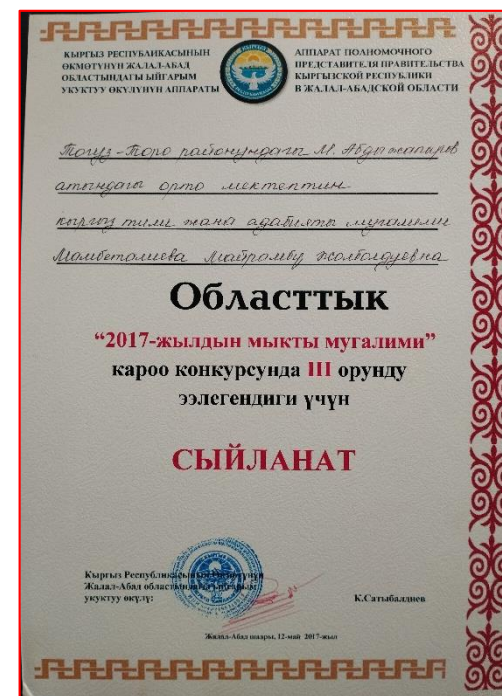 КЫРГЫЗ РЕСПУБЛИКАСЫНЫН
ӨКМӨТҮНҮН ЖАЛАЛ-АБАД
ОБЛАСТЫНДАГЫ ЫЙГАРЫМ
УКУКТУУ ӨКҮЛҮНҮН АППАРАТЫ
АППАРАТ ПОЛНОМОЧНОГО
ПРЕДСТАВИТЕЛЯ ПРАВИТЕЛЬСТВА
КЫРГЫЗСКОЙ РЕСПУБЛИКИ
В ЖАЛАЛ-АБАДСКОЙ ОБЛАСТИ
Тогуз-Торо районундагы М. Абдыжапаров
атындагы орто мектептин
кыргыз тили жана адабияты мугалими
Мамбеталиева Майрамбү Жолболдуевна
Областтык
“2017-жылдын мыкты мугалими”
кароо конкурсунда III орунду
ээлегендиги үчүн
СЫЙЛАНАТ
Кыргыз Республикасынын Өкмөтүнүн
Жалал-Абад областындагы ыйгарым
укуктуу өкүлү:
К.Сатыбалдиев
Жалал-Абад шаары, 12-май 2017-жыл